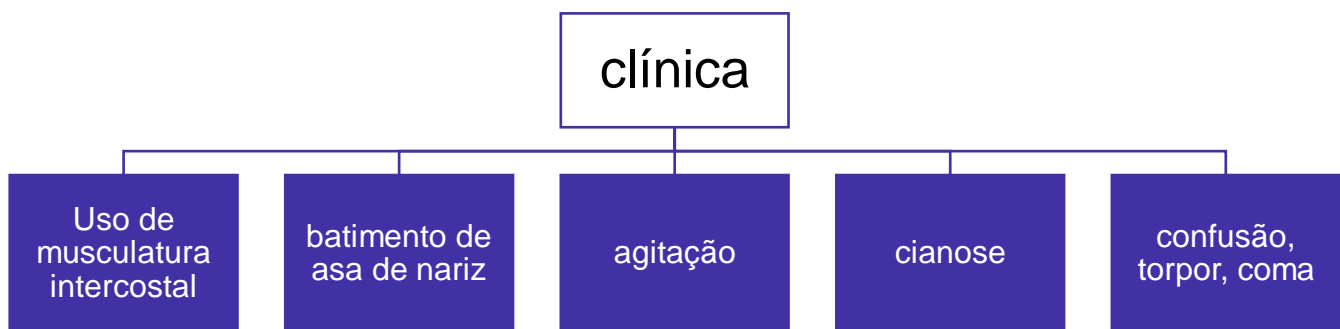 clínica
Uso de
musculatura
intercostal
batimento de
asa de nariz
agitação
cianose
confusão,
torpor, coma